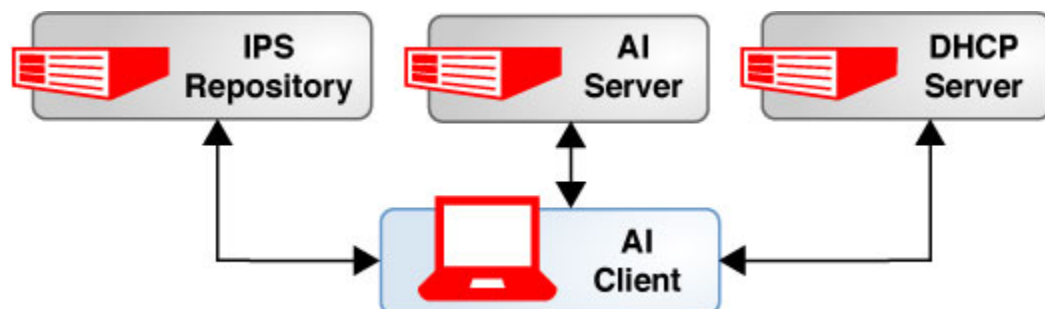 IPS
Repository
AI
Server
DHCP
Server
AI
Client